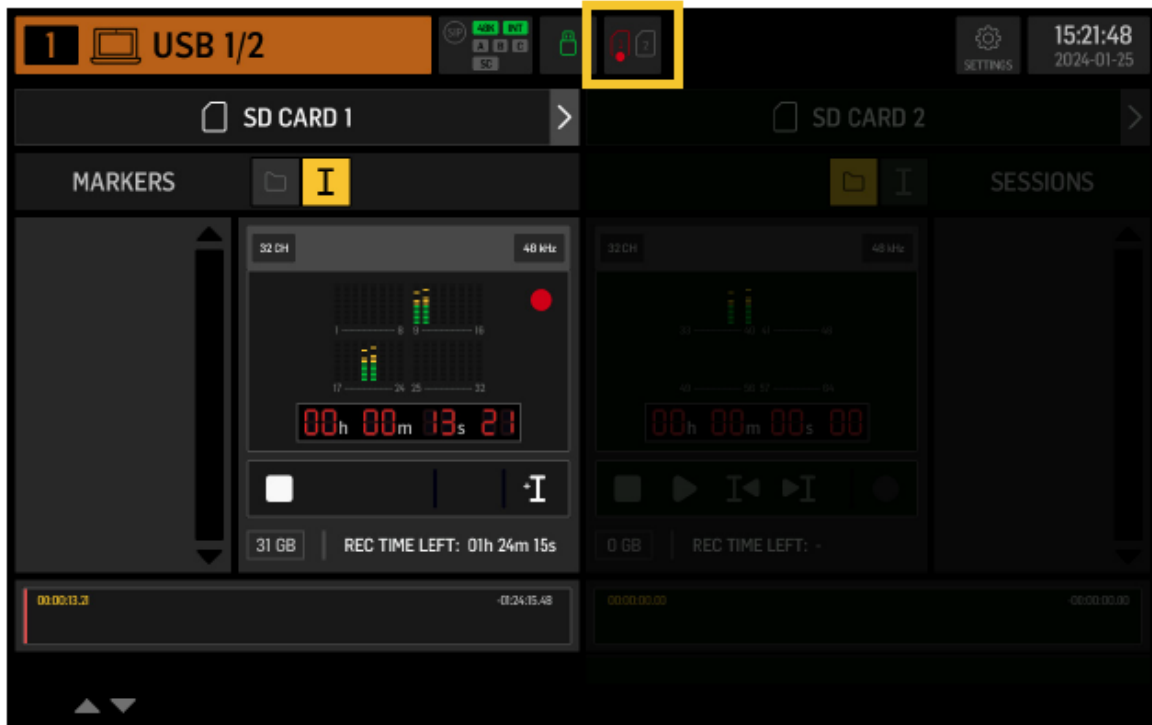 1 USB 1/2
SIP 48K INT
A B C
SC
1 2
SETTINGS
15:21:48
2024-01-25
SD CARD 1 >
SD CARD 2 >
MARKERS
SESSIONS
32 CH 48 kHz
1 8 9 16
17 24 25 32
00h 00m 13s 21
31 GB REC TIME LEFT: 01h 24m 15s
00:00:13.21 -01:24:15.48
32 CH 48 kHz
33 40 41 48
49 56 57 64
00h 00m 00s 00
0 GB REC TIME LEFT: -
00:00:00.00 -00:00:00.00